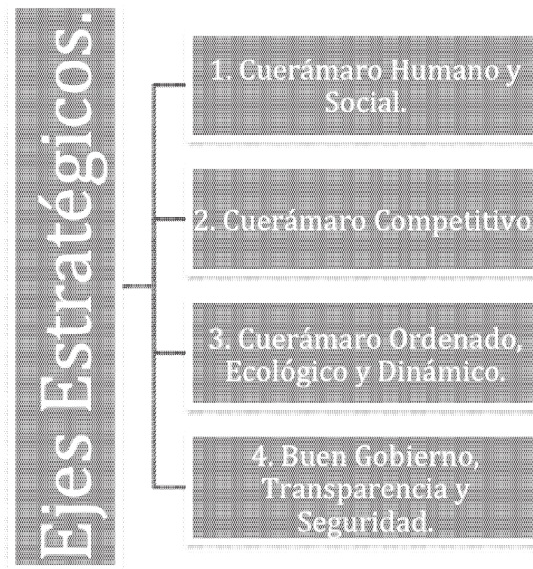 Ejes Estratégicos.
1. Cuerámaro Humano y
Social.
2. Cuerámaro Competitivo
3. Cuerámaro Ordenado,
Ecológico y Dinámico.
4. Buen Gobierno,
Transparencia y
Seguridad.